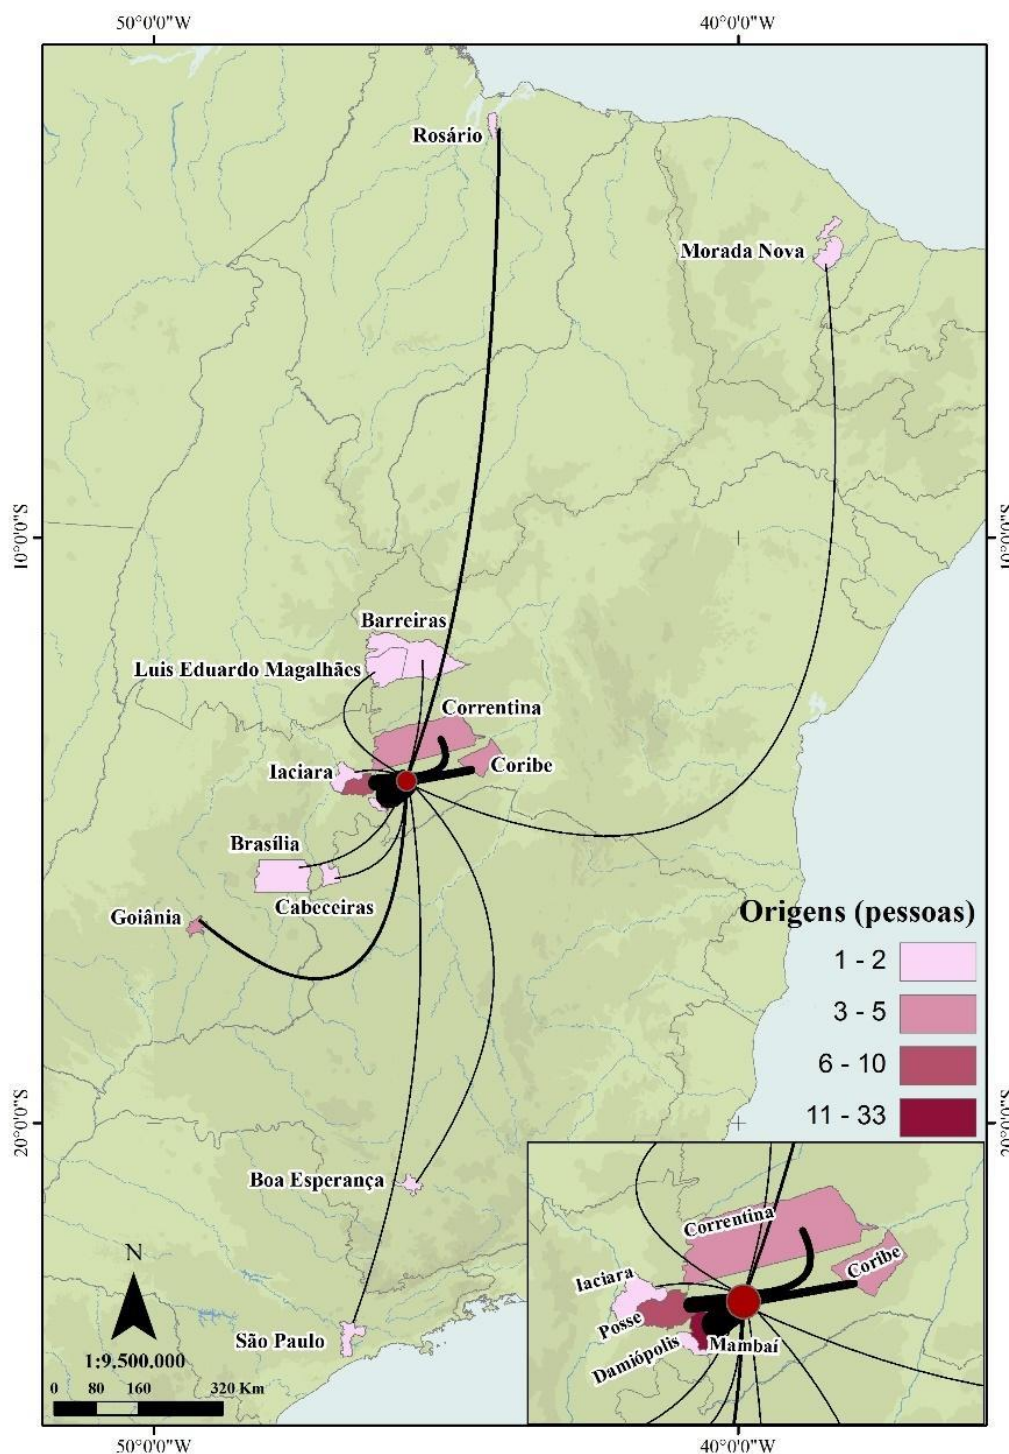 50°0'0"W
40°0'0"W
Rosário
Morada Nova
10°0'0"S
10°0'0"S
Barreiras
Luis Eduardo Magalhães
Correntina
Iaciara
Coribe
Brasília
Cabeceiras
Goiânia
Origens (pessoas)
1 - 2
3 - 5
6 - 10
11 - 33
20°0'0"S
20°0'0"S
Boa Esperança
São Paulo
N
1:9.500.000
0 80 160 320 Km
Correntina
Coribe
Iaciara
Posse
Damiópolis
Mambaí
50°0'0"W
40°0'0"W